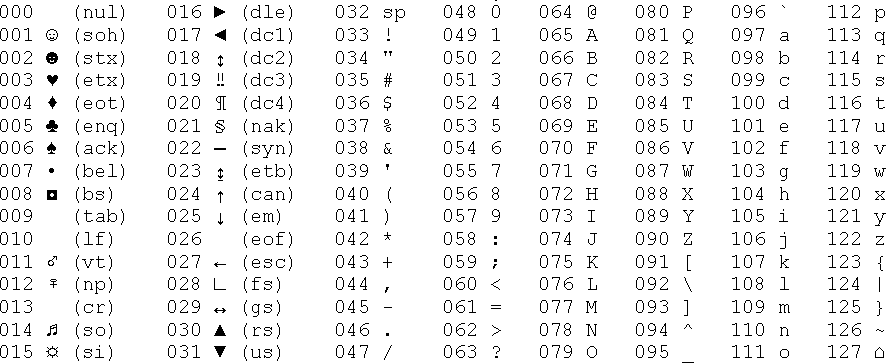 000   (nul)  016 ► (dle)  032 sp  048 0  064 @  080 P  096 `  112 p
001 ☺ (soh)  017 ◄ (dc1)  033 !  049 1  065 A  081 Q  097 a  113 q
002 ☻ (stx)  018 ↕ (dc2)  034 "  050 2  066 B  082 R  098 b  114 r
003 ♥ (etx)  019 ‼ (dc3)  035 #  051 3  067 C  083 S  099 c  115 s
004 ♦ (eot)  020 ¶ (dc4)  036 $  052 4  068 D  084 T  100 d  116 t
005 ♣ (enq)  021 § (nak)  037 %  053 5  069 E  085 U  101 e  117 u
006 ♠ (ack)  022 ▬ (syn)  038 &  054 6  070 F  086 V  102 f  118 v
007 • (bel)  023 ↨ (etb)  039 '  055 7  071 G  087 W  103 g  119 w
008 ◘ (bs)  024 ↑ (can)  040 (  056 8  072 H  088 X  104 h  120 x
009   (tab)  025 ↓ (em)  041 )  057 9  073 I  089 Y  105 i  121 y
010   (lf)  026   (eof)  042 *  058 :  074 J  090 Z  106 j  122 z
011 ♂ (vt)  027 ← (esc)  043 +  059 ;  075 K  091 [  107 k  123 {
012 ♀ (np)  028 ∟ (fs)  044 ,  060 <  076 L  092 \  108 l  124 |
013   (cr)  029 ↔ (gs)  045 -  061 =  077 M  093 ]  109 m  125 }
014 ♬ (so)  030 ▲ (rs)  046 .  062 >  078 N  094 ^  110 n  126 ~
015 ☼ (si)  031 ▼ (us)  047 /  063 ?  079 O  095 _  111 o  127 ⌂